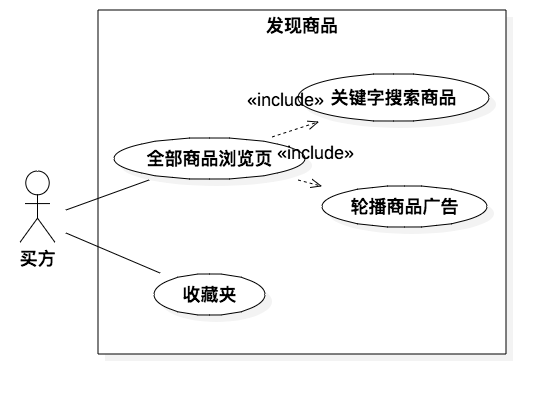 发现商品
«include»
关键字搜索商品
全部商品浏览页
«include»
轮播商品广告
买方
收藏夹